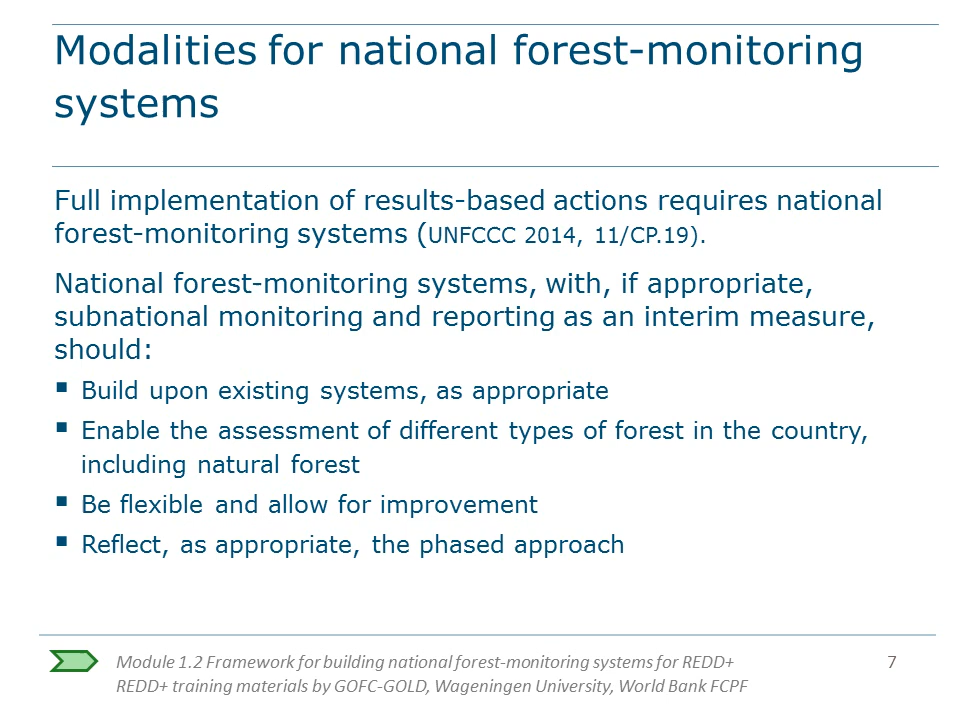 Modalities for national forest-monitoring
systems
Full implementation of results-based actions requires national
forest-monitoring systems (UNFCCC 2014, 11/CP.19).
National forest-monitoring systems, with, if appropriate,
subnational monitoring and reporting as an interim measure,
should:
▪ Build upon existing systems, as appropriate
▪ Enable the assessment of different types of forest in the country,
including natural forest
▪ Be flexible and allow for improvement
▪ Reflect, as appropriate, the phased approach
Module 1.2 Framework for building national forest-monitoring systems for REDD+
REDD+ training materials by GOFC-GOLD, Wageningen University, World Bank FCPF
7